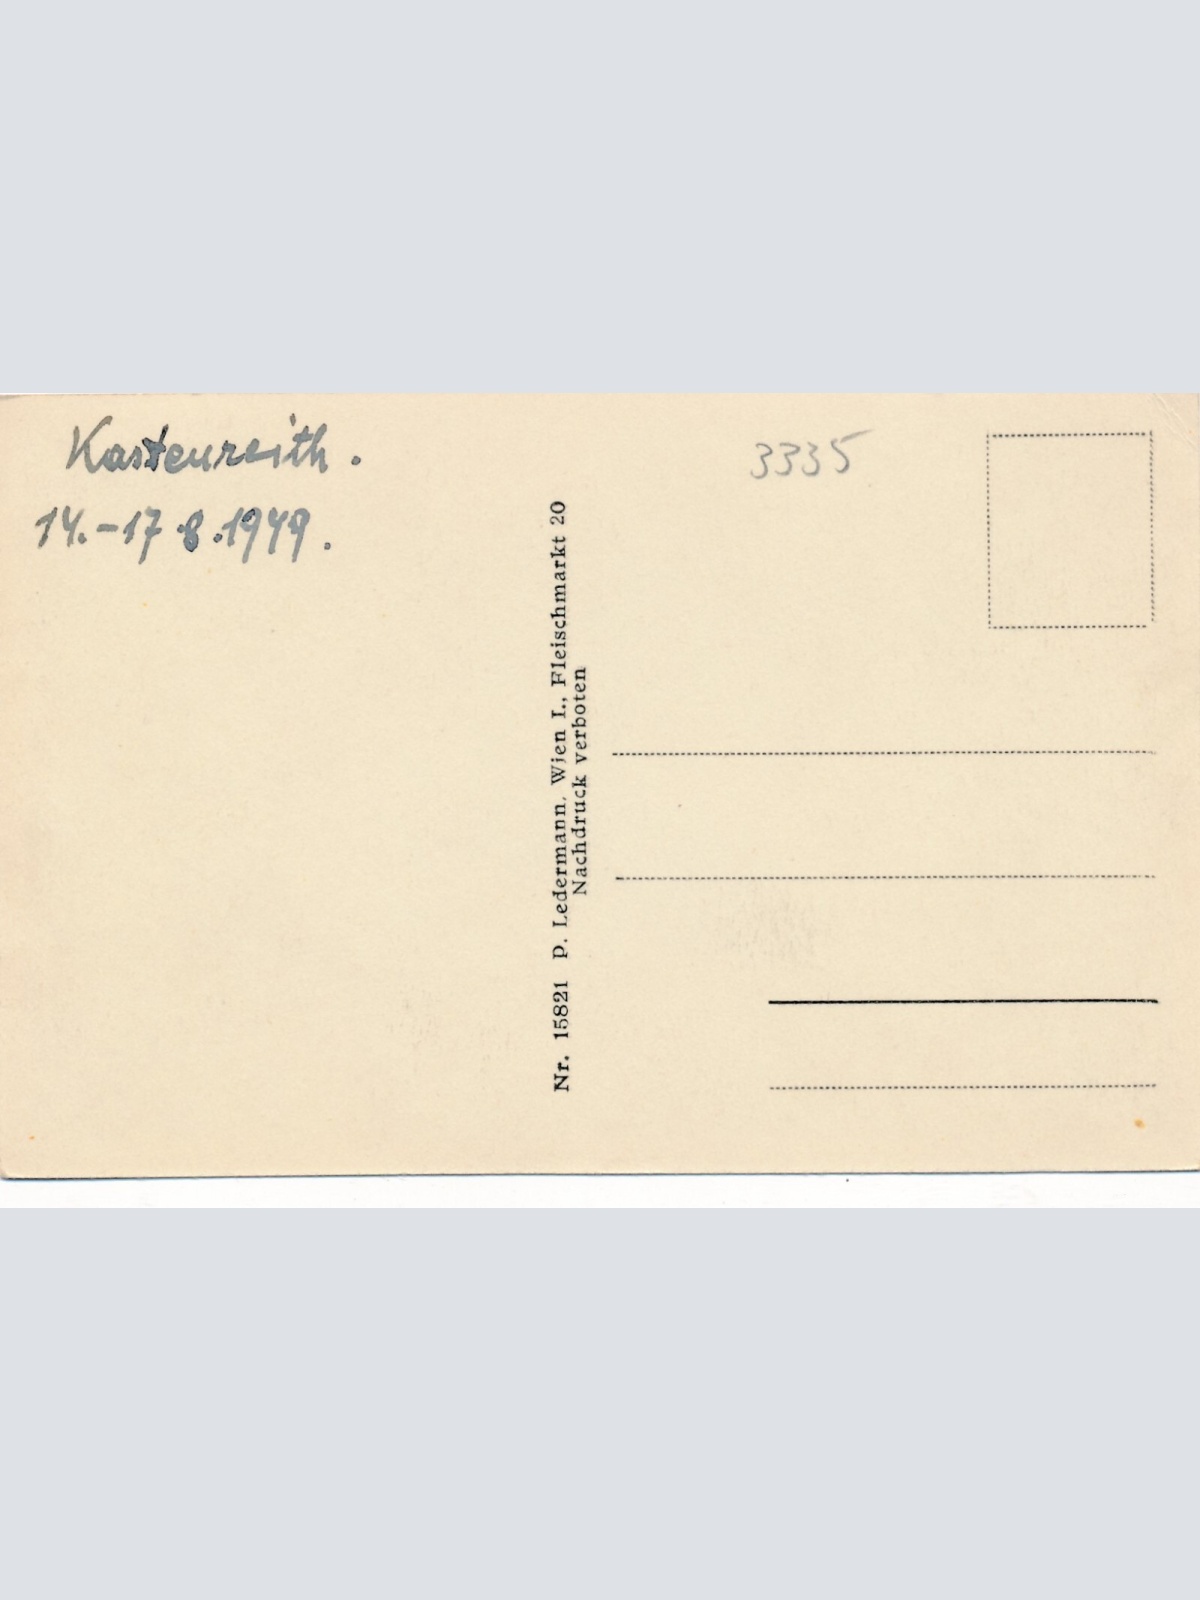 Kastenreith.
14.-17.8.1949.
3335
Nr. 15821 P. Ledermann, Wien I., Fleischmarkt 20
Nachdruck verboten